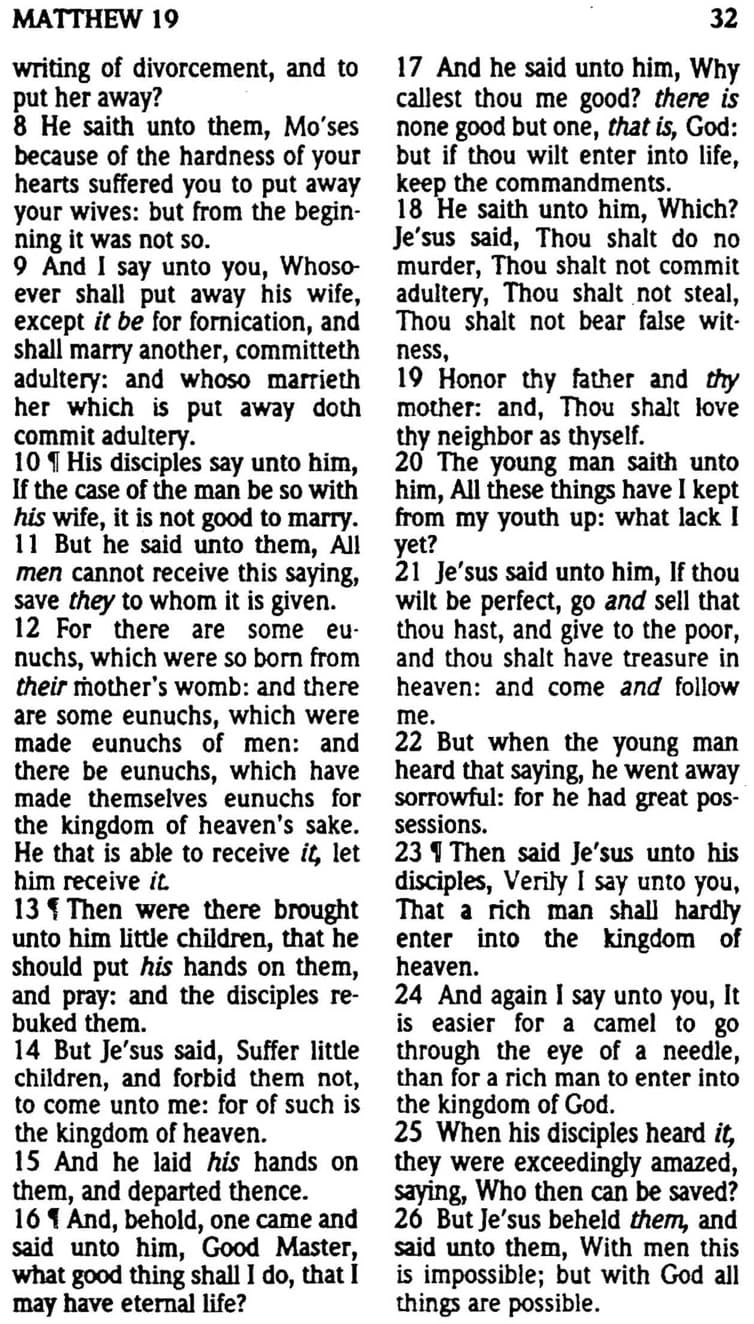 MATTHEW 19
32
writing of divorcement, and to
put her away?
8 He saith unto them, Mo'ses
because of the hardness of your
hearts suffered you to put away
your wives: but from the begin-
ning it was not so.
9 And I say unto you, Whoso-
ever shall put away his wife,
except it be for fornication, and
shall marry another, committeth
adultery: and whoso marrieth
her which is put away doth
commit adultery.
10 ¶ His disciples say unto him,
If the case of the man be so with
his wife, it is not good to marry.
11 But he said unto them, All
men cannot receive this saying,
save they to whom it is given.
12 For there are some eu-
nuchs, which were so born from
their mother's womb: and there
are some eunuchs, which were
made eunuchs of men: and
there be eunuchs, which have
made themselves eunuchs for
the kingdom of heaven's sake.
He that is able to receive it, let
him receive it.
13 ¶ Then were there brought
unto him little children, that he
should put his hands on them,
and pray: and the disciples re-
buked them.
14 But Je'sus said, Suffer little
children, and forbid them not,
to come unto me: for of such is
the kingdom of heaven.
15 And he laid his hands on
them, and departed thence.
16 ¶ And, behold, one came and
said unto him, Good Master,
what good thing shall I do, that I
may have eternal life?
17 And he said unto him, Why
callest thou me good? there is
none good but one, that is, God:
but if thou wilt enter into life,
keep the commandments.
18 He saith unto him, Which?
Je'sus said, Thou shalt do no
murder, Thou shalt not commit
adultery, Thou shalt not steal,
Thou shalt not bear false wit-
ness,
19 Honor thy father and thy
mother: and, Thou shalt love
thy neighbor as thyself.
20 The young man saith unto
him, All these things have I kept
from my youth up: what lack I
yet?
21 Je'sus said unto him, If thou
wilt be perfect, go and sell that
thou hast, and give to the poor,
and thou shalt have treasure in
heaven: and come and follow
me.
22 But when the young man
heard that saying, he went away
sorrowful: for he had great pos-
sessions.
23 ¶ Then said Je'sus unto his
disciples, Verily I say unto you,
That a rich man shall hardly
enter into the kingdom of
heaven.
24 And again I say unto you, It
is easier for a camel to go
through the eye of a needle,
than for a rich man to enter into
the kingdom of God.
25 When his disciples heard it,
they were exceedingly amazed,
saying, Who then can be saved?
26 But Je'sus beheld them, and
said unto them, With men this
is impossible; but with God all
things are possible.